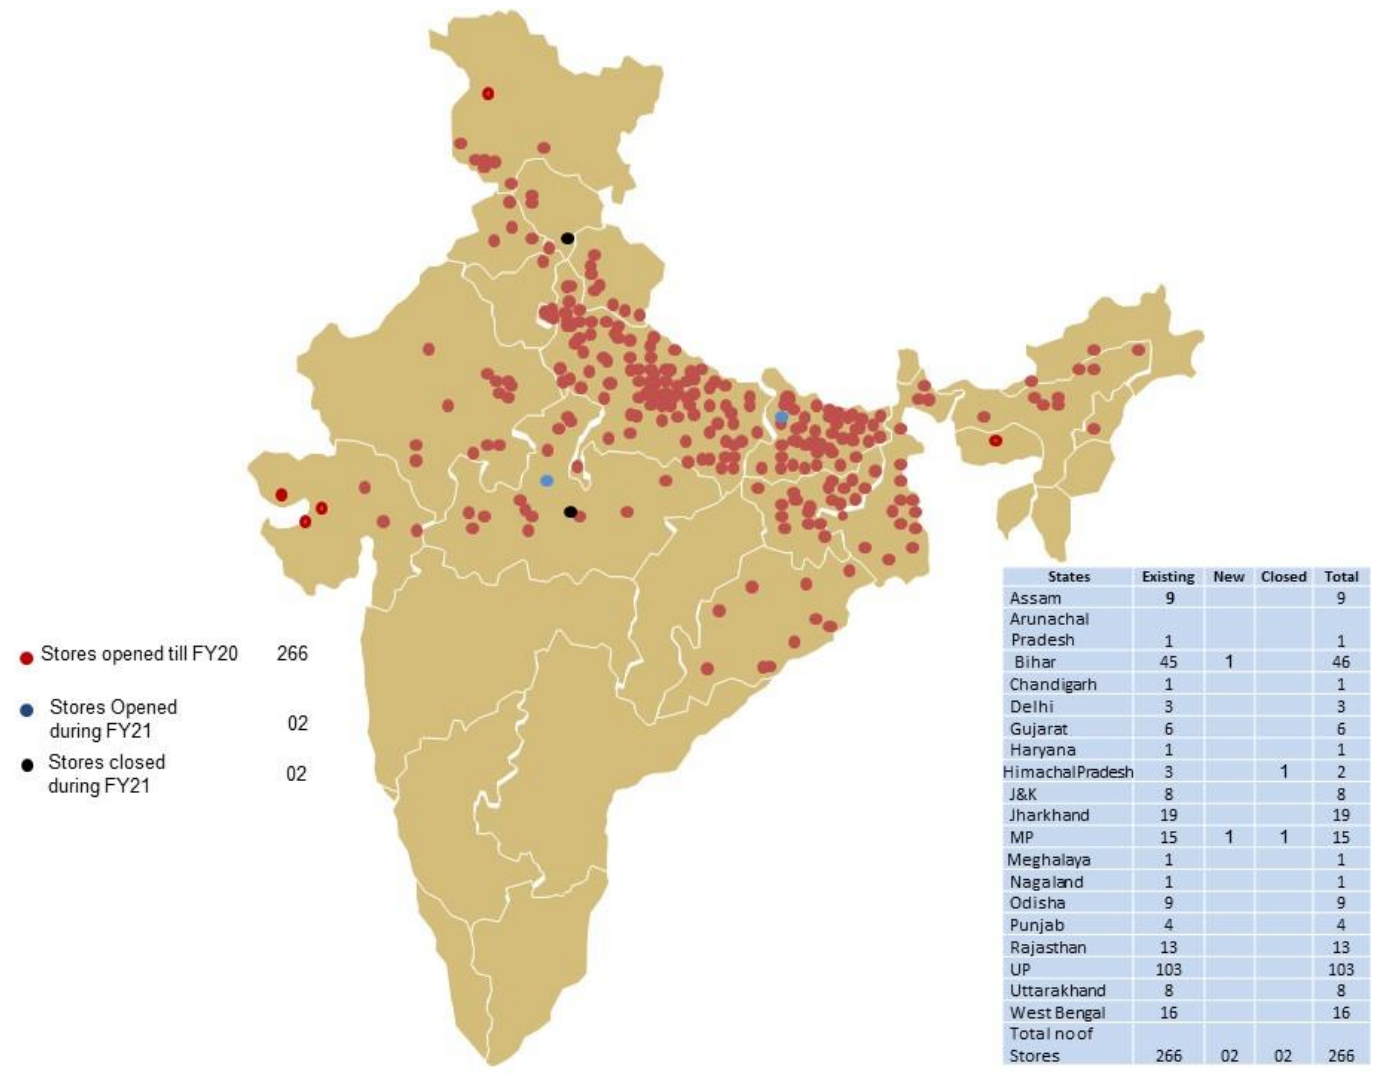 Stores opened till FY20 266
Stores Opened
during FY21 02
Stores closed
during FY21 02
States Existing New Closed Total
Assam 9 9
Arunachal
Pradesh 1 1
Bihar 45 1 46
Chandigarh 1 1
Delhi 3 3
Gujarat 6 6
Haryana 1 1
HimachalPradesh 3 1 2
J&K 8 8
Jharkhand 19 19
MP 15 1 1 15
Meghalaya 1 1
Nagaland 1 1
Odisha 9 9
Punjab 4 4
Rajasthan 13 13
UP 103 103
Uttarakhand 8 8
West Bengal 16 16
Total no of
Stores 266 02 02 266